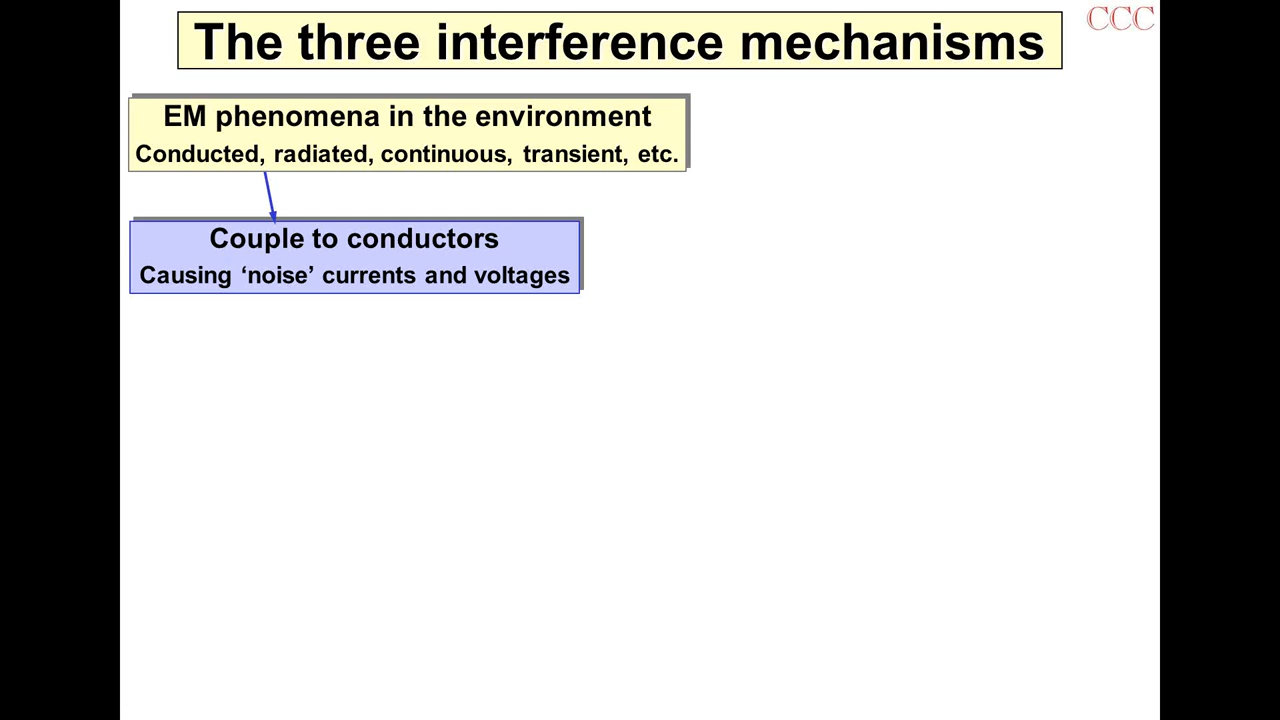 The three interference mechanisms
CCC
EM phenomena in the environment
Conducted, radiated, continuous, transient, etc.
Couple to conductors
Causing ‘noise’ currents and voltages